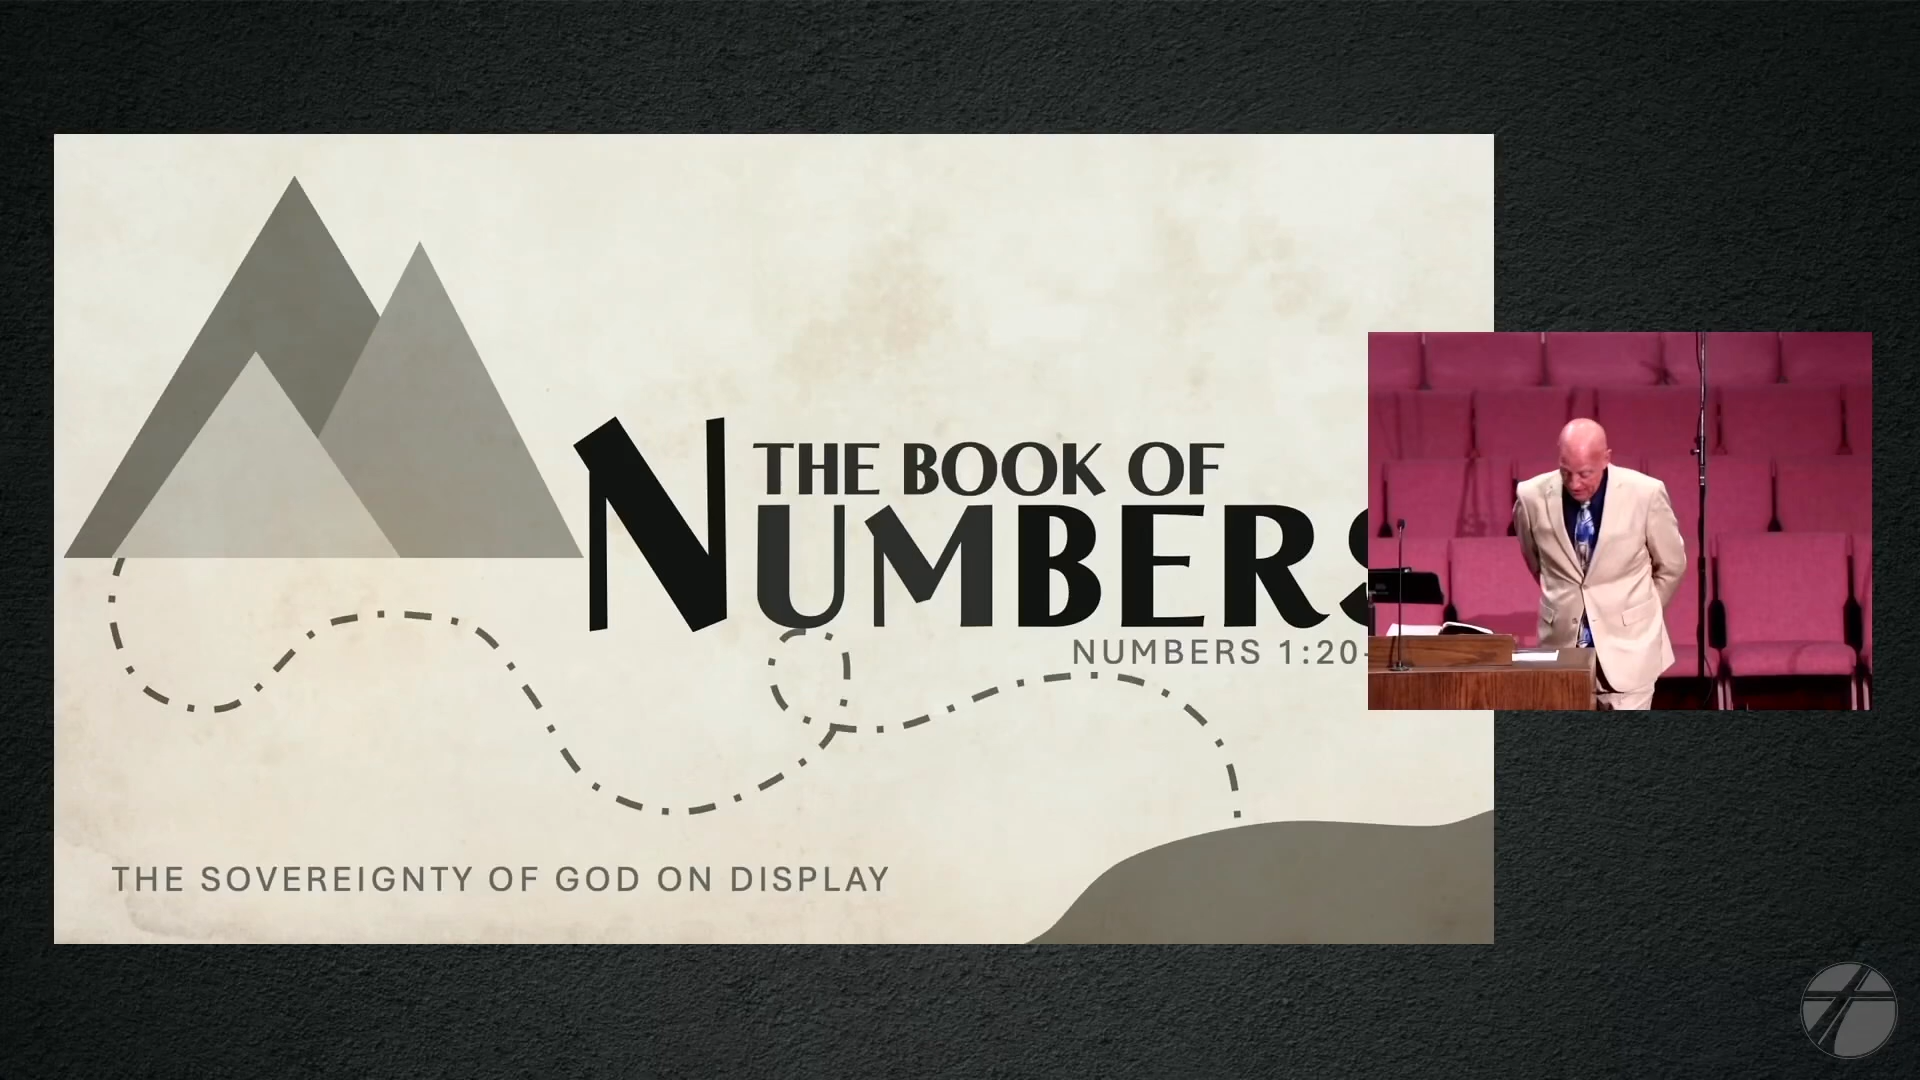 THE BOOK OF
NUMBERS
NUMBERS 1:20-
THE SOVEREIGNTY OF GOD ON DISPLAY